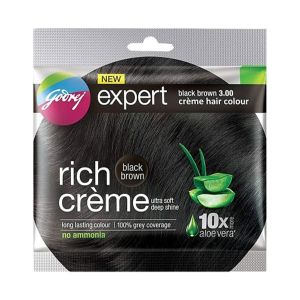 NEW
Godrej
expert
black brown 3.00
crème hair colour
black
brown
rich
crème
ultra soft
deep shine
long lasting colour | 100% grey coverage
no ammonia
10x
more
aloe vera*